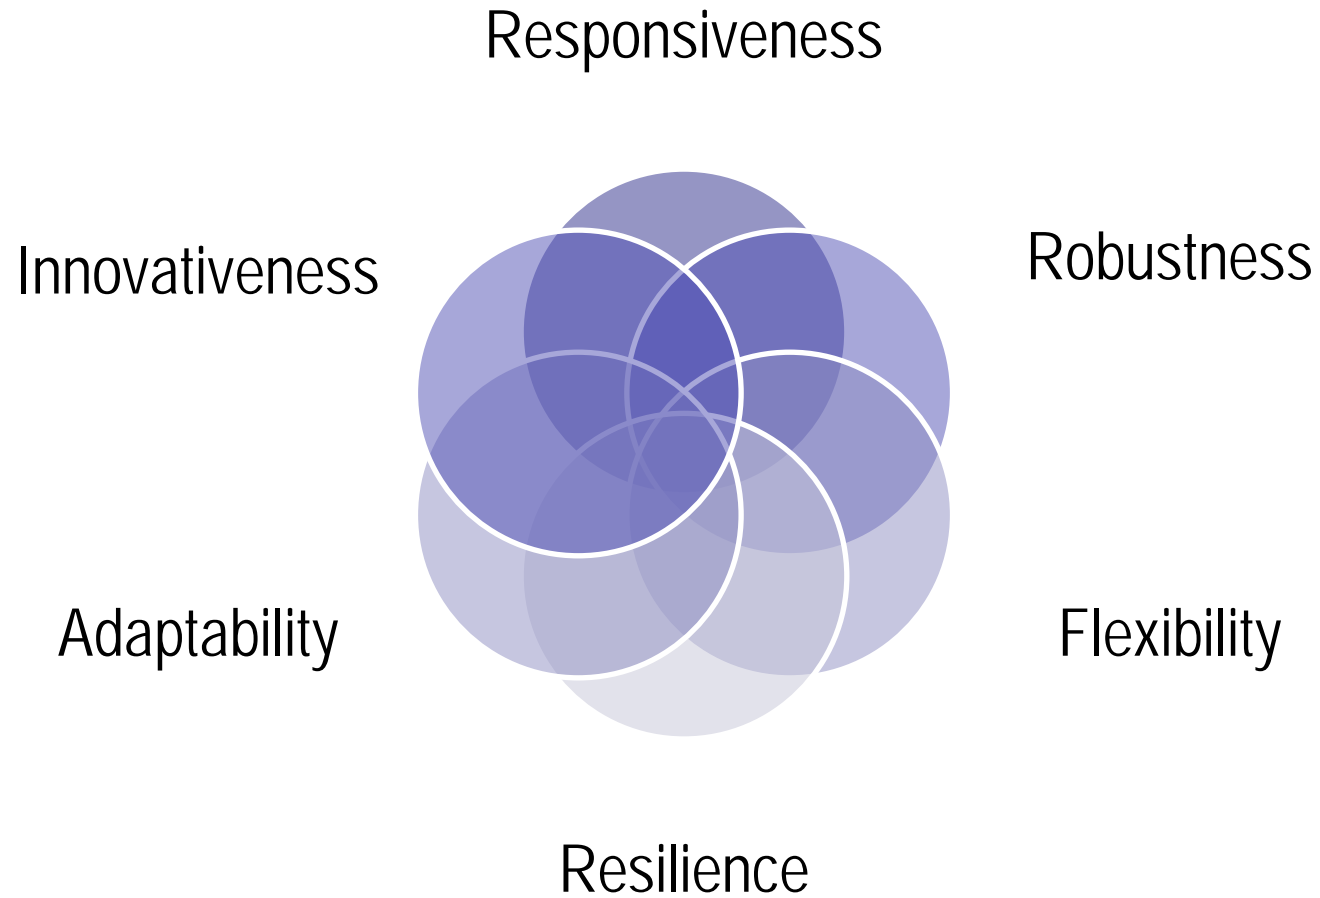 Responsiveness
Robustness
Innovativeness
Flexibility
Adaptability
Resilience